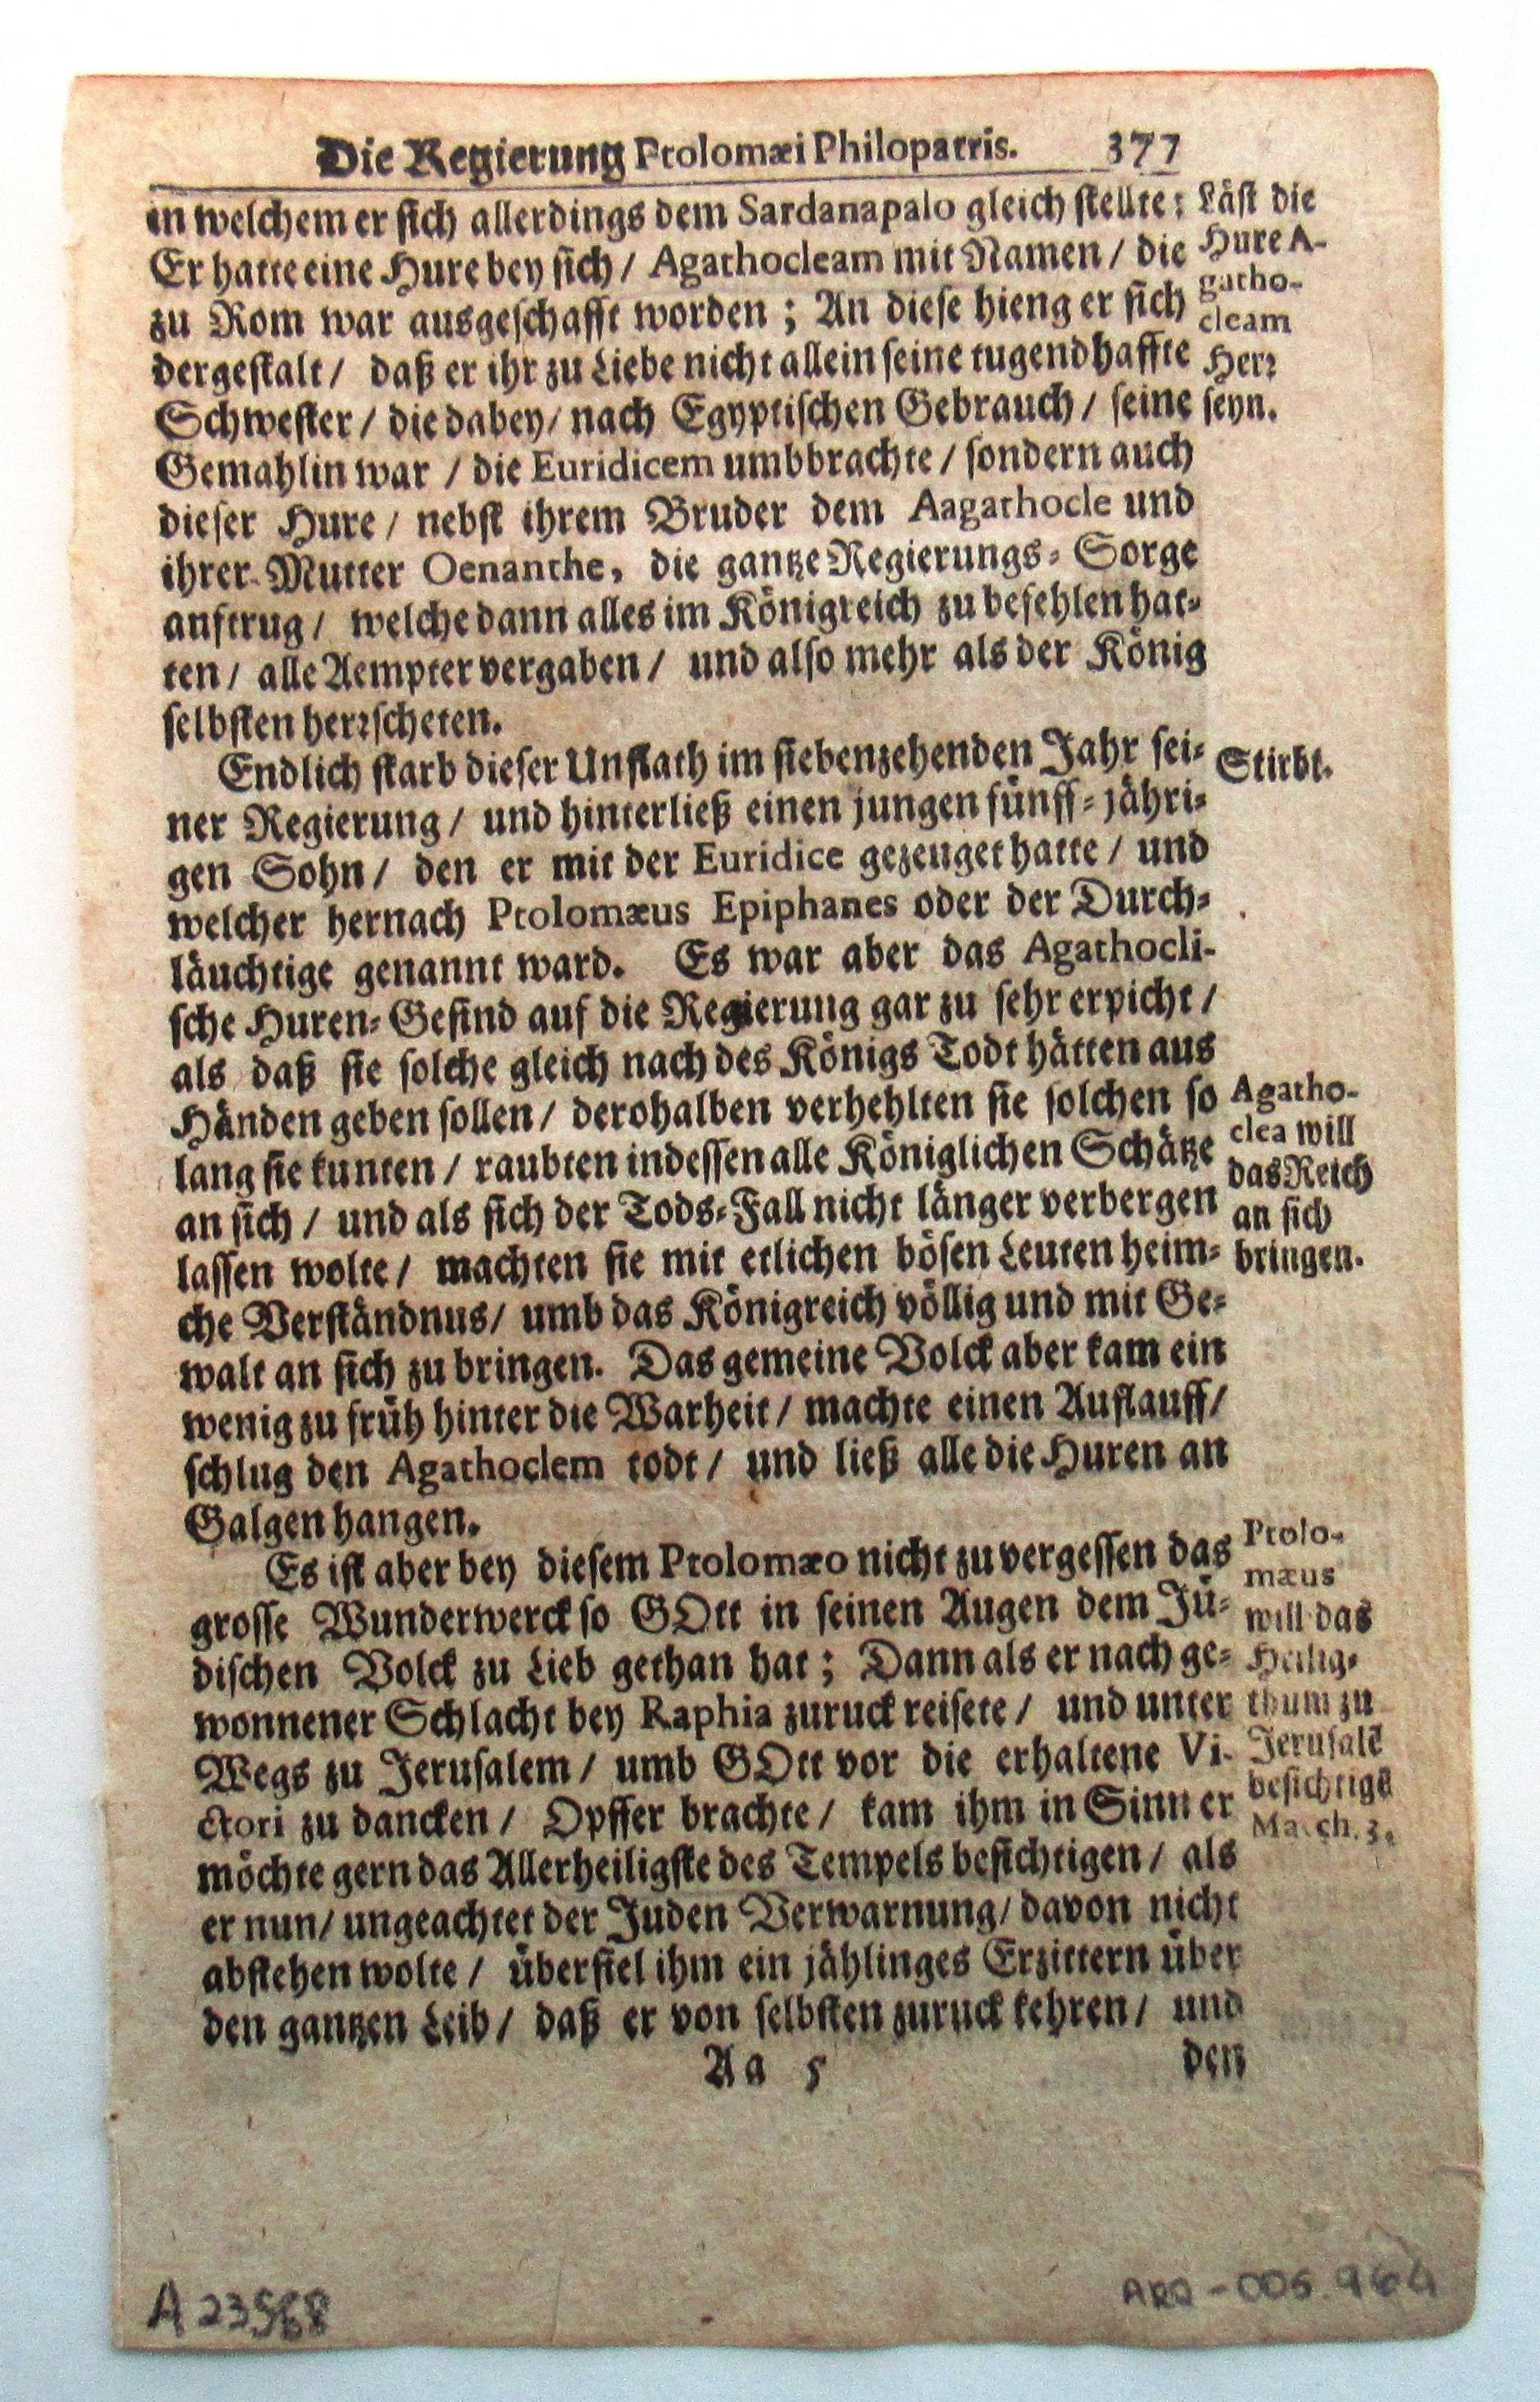 Die Regierung Ptolomæi Philopatris. 377
in welchem er sich allerdings dem Sardanapalo gleich stellte:
Er hatte eine Hure bey sich / Agathocleam mit Namen / die
zu Rom war ausgeschafft worden ; An diese hieng er sich
dergestalt / daß er ihr zu Liebe nicht allein seine tugendhaffte
Schwester / die dabey / nach Egyptischen Gebrauch / seine
Gemahlin war / die Euridicem umbbrachte / sondern auch
dieser Hure / nebst ihrem Bruder dem Aagathocle und
ihrer Mutter Oenanthe, die gantze Regierungs-Sorge
auftrug / welche dann alles im Königreich zu befehlen hat-
ten / alle Aempter vergaben / und also mehr als der König
selbsten herrscheten.
Läst die
Hure A-
gatho-
cleam
Herr
seyn.
Endlich starb dieser Unflath im siebenzehenden Jahr sei-
ner Regierung / und hinterließ einen jungen fünff-jähri-
gen Sohn / den er mit der Euridice gezeuget hatte / und
welcher hernach Ptolomæus Epiphanes oder der Durch-
läuchtige genannt ward. Es war aber das Agathocli-
sche Huren-Gesind auf die Regierung gar zu sehr erpicht /
als daß sie solche gleich nach des Königs Todt hätten aus
Händen geben sollen / derohalben verhehlten sie solchen so
lang sie kunten / raubten indessen alle Königlichen Schätze
an sich / und als sich der Tods-Fall nicht länger verbergen
lassen wolte / machten sie mit etlichen bösen Leuten heim-
che Verständnus / umb das Königreich völlig und mit Ge-
walt an sich zu bringen. Das gemeine Volck aber kam ein
wenig zu früh hinter die Warheit / machte einen Auflauff /
schlug den Agathoclem todt / und ließ alle die Huren an
Galgen hangen.
Stirbt.
Agatho-
clea will
das Reich
an sich
bringen.
Es ist aber bey diesem Ptolomæo nicht zu vergessen das
grosse Wunderwerck so GOtt in seinen Augen dem Jü-
dischen Volck zu Lieb gethan hat ; Dann als er nach ge-
wonnener Schlacht bey Raphia zuruck reisete / und unter
Wegs zu Jerusalem / umb GOtt vor die erhaltene Vi-
ctori zu dancken / Opffer brachte / kam ihm in Sinn er
möchte gern das Allerheiligste des Tempels besichtigen / als
er nun / ungeachtet der Juden Verwarnung / davon nicht
abstehen wolte / überfiel ihm ein jählinges Erzittern über
den gantzen Leib / daß er von selbsten zuruck kehren / und
Ptolo-
mæus
will das
Heilig-
thum zu
Jerusalē
besichtigē
3.
Aa 5 den
A 23568
ARQ-005.964